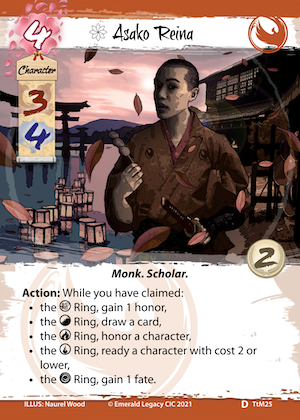 4
Asako Reina
Character
3
4
2
Monk. Scholar.
Action: While you have claimed:
• the Ring, gain 1 honor,
• the Ring, draw a card,
• the Ring, honor a character,
• the Ring, ready a character with cost 2 or
lower,
• the Ring, gain 1 fate.
ILLUS: Naurel Wood © Emerald Legacy CIC 2021 D TtM25